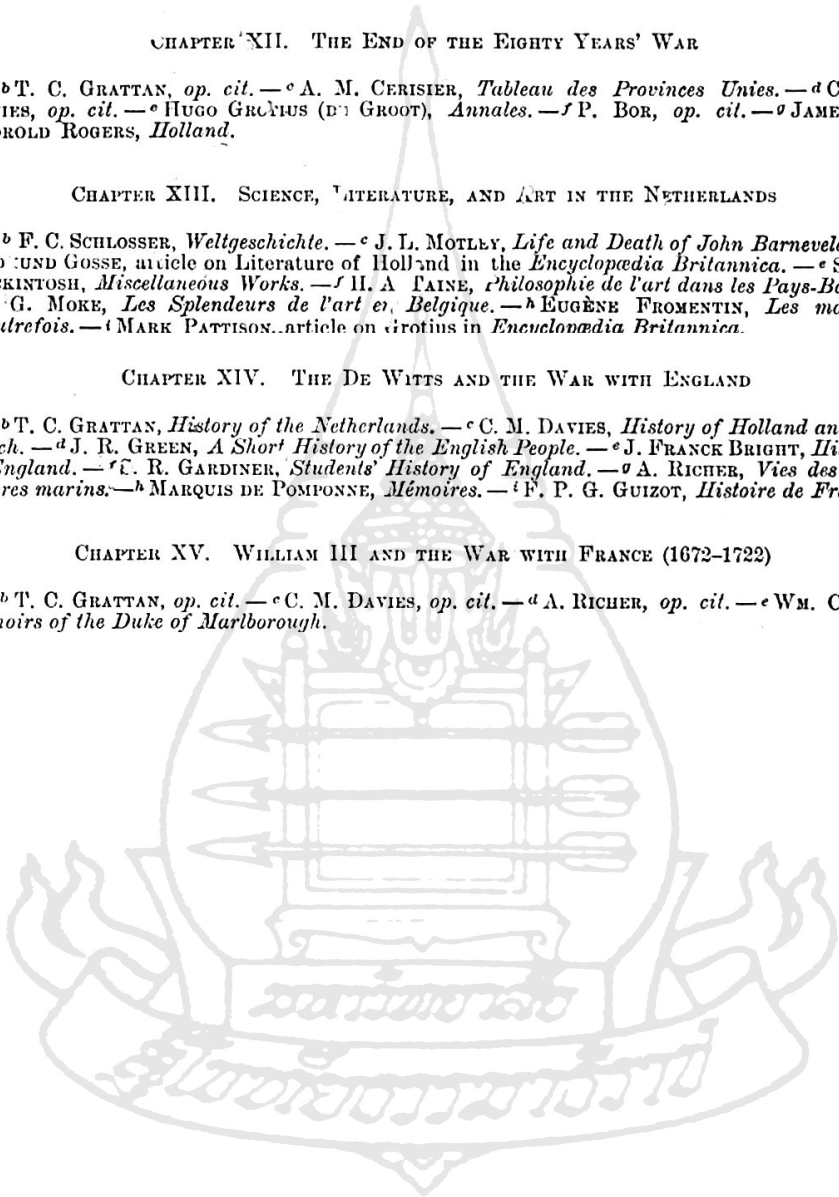 CHAPTER XII. THE END OF THE EIGHTY YEARS' WAR
b T. C. GRATTAN, op. cit. — c A. M. CERISIER, Tableau des Provinces Unies. — d C
IES, op. cit. — e HUGO GROTIUS (DE GROOT), Annales. — f P. BOR, op. cit. — g JAME
OROLD ROGERS, Holland.
CHAPTER XIII. SCIENCE, LITERATURE, AND ART IN THE NETHERLANDS
b F. C. SCHLOSSER, Weltgeschichte. — c J. L. MOTLEY, Life and Death of John Barnevel
UND GOSSE, article on Literature of Holland in the Encyclopædia Britannica. — e S
CKINTOSH, Miscellaneous Works. — f H. A TAINE, Philosophie de l'art dans les Pays-Ba
G. MOKE, Les Splendeurs de l'art en Belgique. — h EUGÈNE FROMENTIN, Les ma
utrefois. — i MARK PATTISON, article on Grotius in Encyclopædia Britannica.
CHAPTER XIV. THE DE WITTS AND THE WAR WITH ENGLAND
b T. C. GRATTAN, History of the Netherlands. — c C. M. DAVIES, History of Holland an
ch. — d J. R. GREEN, A Short History of the English People. — e J. FRANCK BRIGHT, Hi
England. — f S. R. GARDINER, Students' History of England. — g A. RICHER, Vies des
res marins. — h MARQUIS DE POMPONNE, Mémoires. — i F. P. G. GUIZOT, Histoire de Fr
CHAPTER XV. WILLIAM III AND THE WAR WITH FRANCE (1672–1722)
b T. C. GRATTAN, op. cit. — c C. M. DAVIES, op. cit. — d A. RICHER, op. cit. — e WM. C
noirs of the Duke of Marlborough.